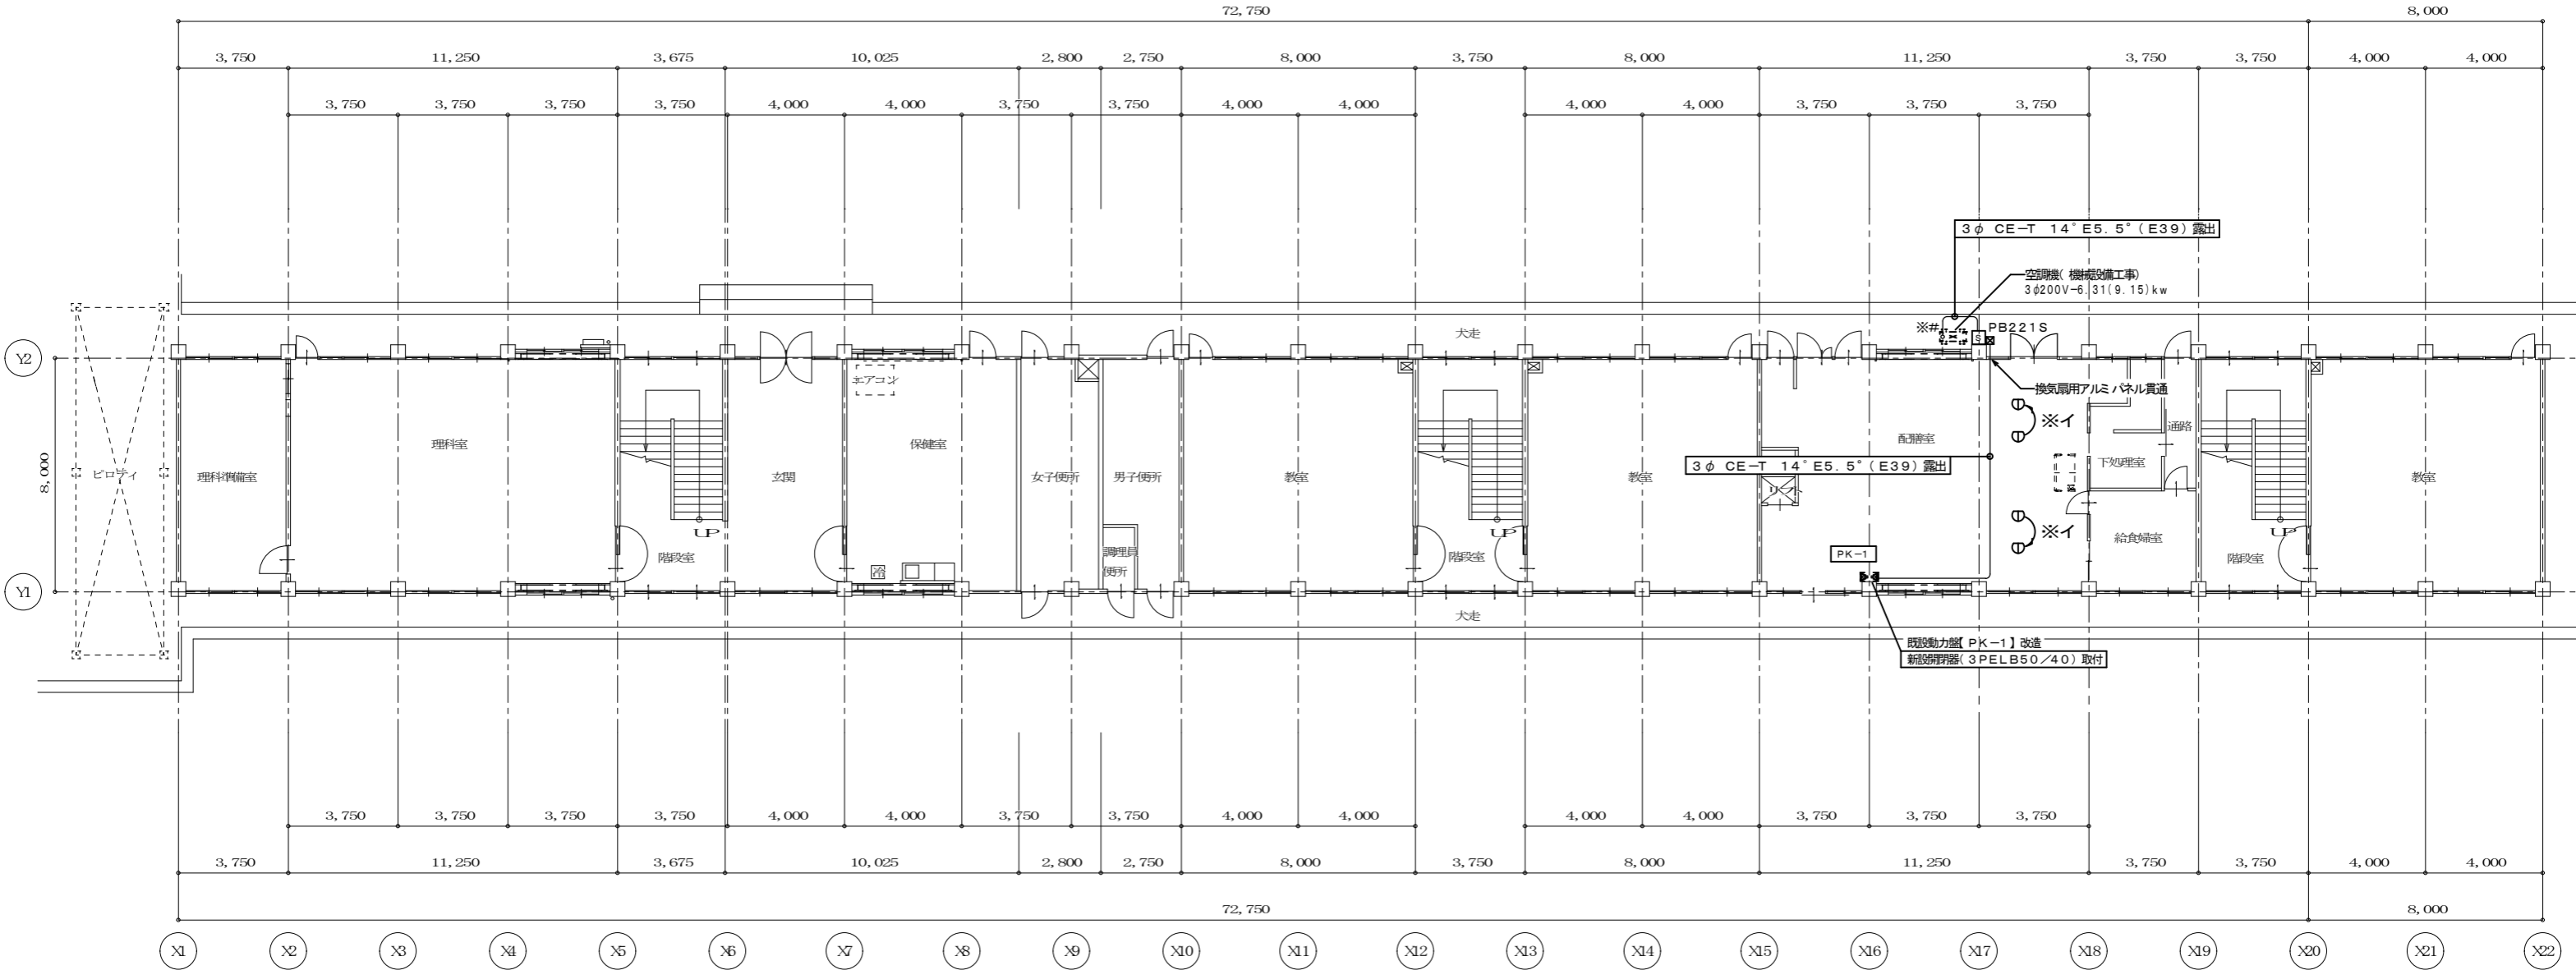 72,750 8,000
3,750 11,250 3,675 10,025 2,800 2,750 8,000 3,750 8,000 11,250 3,750 3,750 4,000 4,000
3,750 3,750 3,750 3,750 4,000 4,000 3,750 3,750 4,000 4,000 4,000 4,000 3,750 3,750 3,750
3φ CE-T 14° E5.5°(E39)露出
空調機(機械設備工事)
3φ200V-6.31(9.15)kw
※# PB221S
S
犬走
Y2
エアコン
換気扇用アルミパネル貫通
※イ
通路
理科室 保健室 配膳室
3φ CE-T 14° E5.5°(E39)露出
下処理室
8,000
ピロティ 理科準備室 玄関 女子便所 男子便所 教室 教室 教室
リフト
UP UP UP
※イ
給食婦室
階段室 調理員 階段室 階段室
便所
PK-1
冷
Y1
犬走
既設動力盤【PK-1】改造
新設開閉器(3PELB50/40)取付
3,750 3,750 3,750 3,750 4,000 4,000 3,750 3,750 4,000 4,000 4,000 4,000 3,750 3,750 3,750
3,750 11,250 3,675 10,025 2,800 2,750 8,000 3,750 8,000 11,250 3,750 3,750 4,000 4,000
72,750 8,000
X1 X2 X3 X4 X5 X6 X7 X8 X9 X10 X11 X12 X13 X14 X15 X16 X17 X18 X19 X20 X21 X22